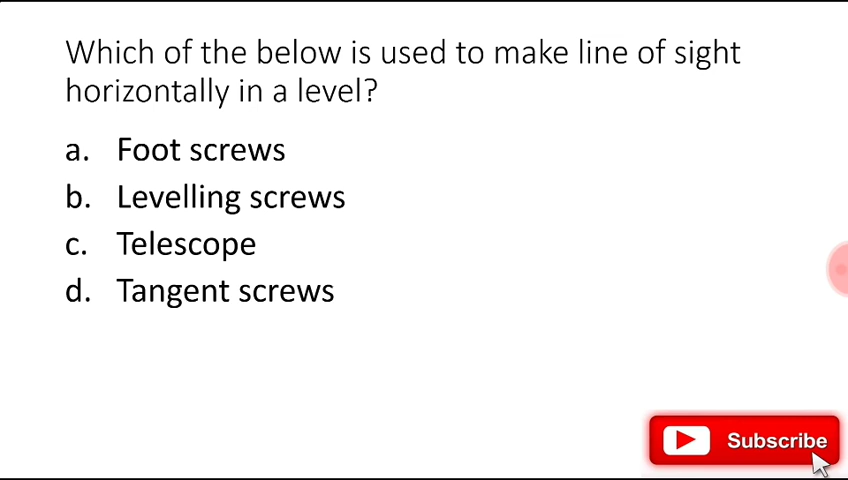 Which of the below is used to make line of sight
horizontally in a level?
a. Foot screws
b. Levelling screws
c. Telescope
d. Tangent screws
Subscribe